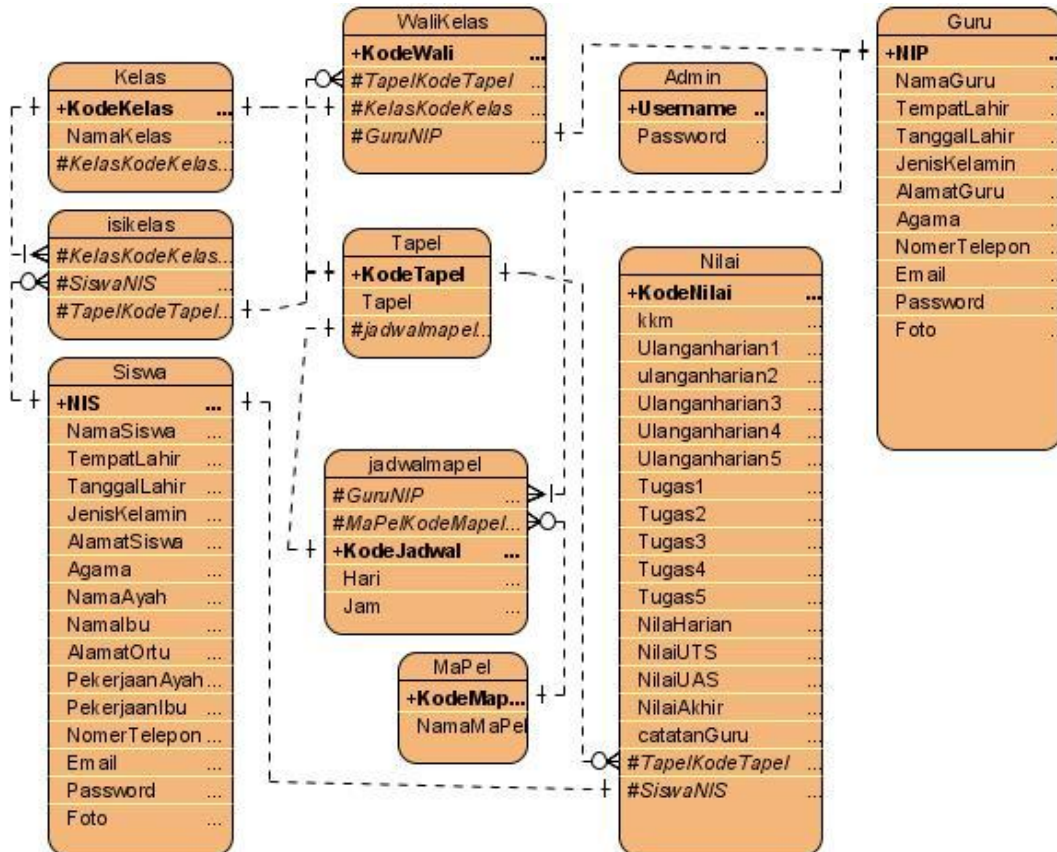 WaliKelas
+KodeWali ...
#TapelKodeTapel ...
#KelasKodeKelas ...
#GuruNIP ...
Guru
+NIP ...
NamaGuru ...
TempatLahir ...
TanggalLahir ...
JenisKelamin ...
AlamatGuru ...
Agama ...
NomerTelepon ...
Email ...
Password ...
Foto ...
Kelas
+KodeKelas ...
NamaKelas ...
#KelasKodeKelas...
Admin
+Username ..
Password ..
isikelas
#KelasKodeKelas...
#SiswaNIS ...
#TapelKodeTapel...
Tapel
+KodeTapel ...
Tapel
#jadwalmapel...
Nilai
+KodeNilai ...
kkm ...
Ulanganharian1 ...
ulanganharian2 ...
Ulanganharian3 ...
Ulanganharian4 ...
Ulanganharian5 ...
Tugas1 ...
Tugas2 ...
Tugas3 ...
Tugas4 ...
Tugas5 ...
NilaHarian ...
NilaiUTS ...
NilaiUAS ...
NilaiAkhir ...
catatanGuru ...
#TapelKodeTapel ...
#SiswaNIS ...
Siswa
+NIS ...
NamaSiswa ...
TempatLahir ...
TanggalLahir ...
JenisKelamin ...
AlamatSiswa ...
Agama ...
NamaAyah ...
NamaIbu ...
AlamatOrtu ...
PekerjaanAyah...
PekerjaanIbu ...
NomerTelepon ...
Email ...
Password ...
Foto ...
jadwalmapel
#GuruNIP ...
#MaPelKodeMapel...
+KodeJadwal ...
Hari ...
Jam ...
MaPel
+KodeMap...
NamaMaPel